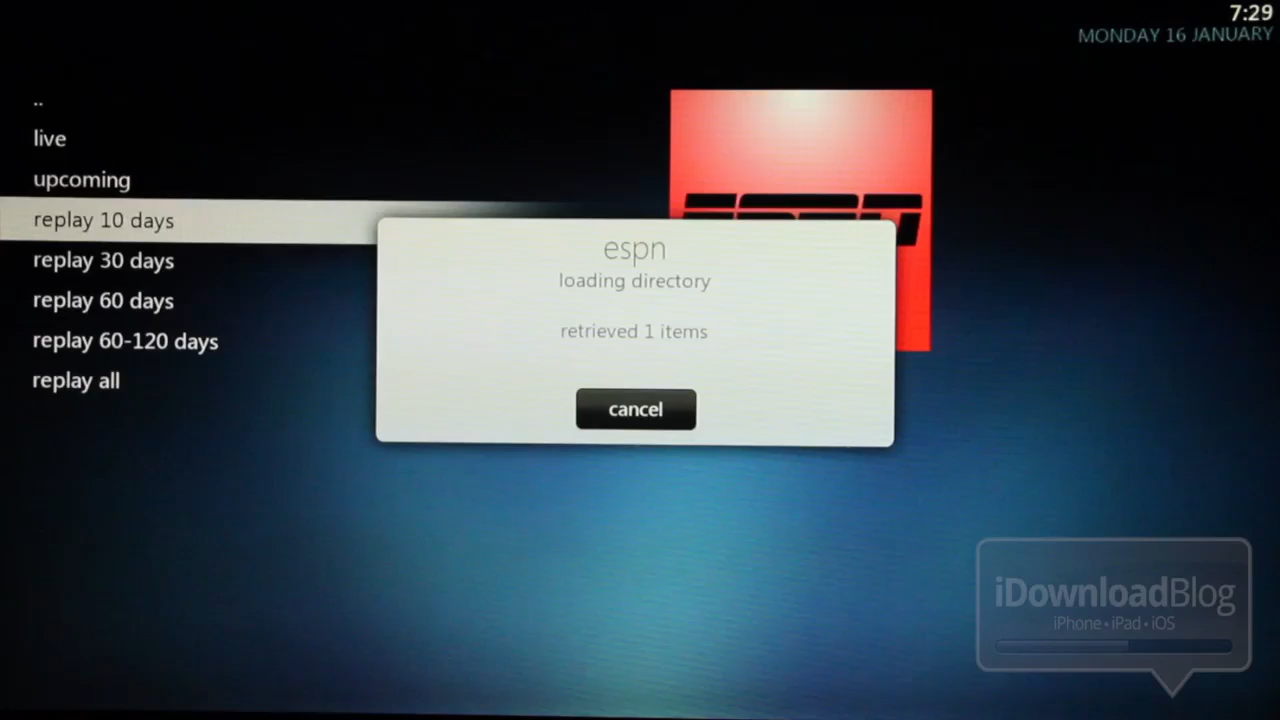 7:29
MONDAY 16 JANUARY
..
live
upcoming
replay 10 days
replay 30 days
replay 60 days
replay 60-120 days
replay all
espn
loading directory
retrieved 1 items
cancel
iDownloadBlog
iPhone•iPad•iOS